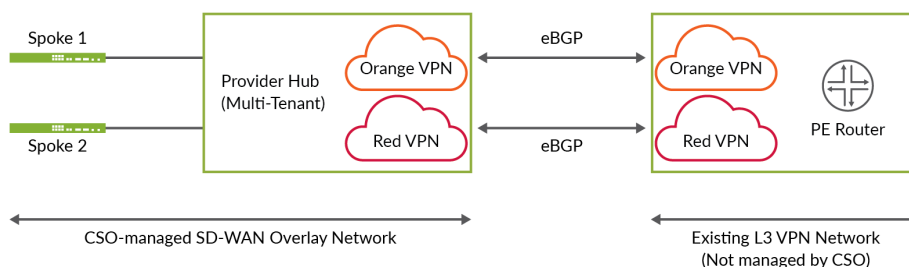 Spoke 1
Spoke 2
Provider Hub
(Multi-Tenant)
Orange VPN
Red VPN
eBGP
eBGP
Orange VPN
Red VPN
PE Router
CSO-managed SD-WAN Overlay Network
Existing L3 VPN Network
(Not managed by CSO)